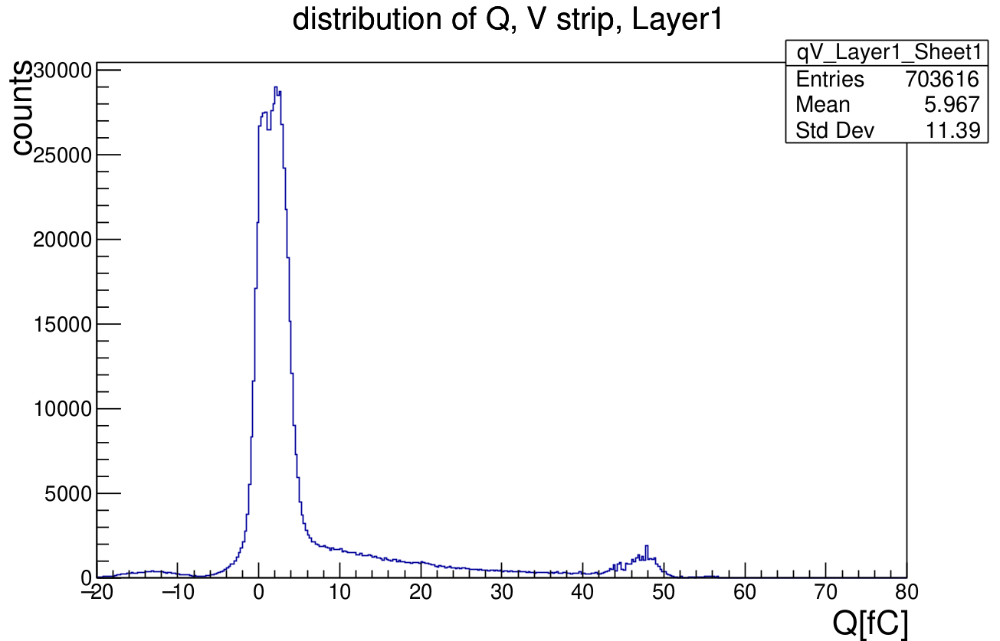 distribution of Q, V strip, Layer1
qV_Layer1_Sheet1
Entries 703616
Mean 5.967
Std Dev 11.39
counts
30000
25000
20000
15000
10000
5000
0
−20 −10 0 10 20 30 40 50 60 70 80
Q[fC]